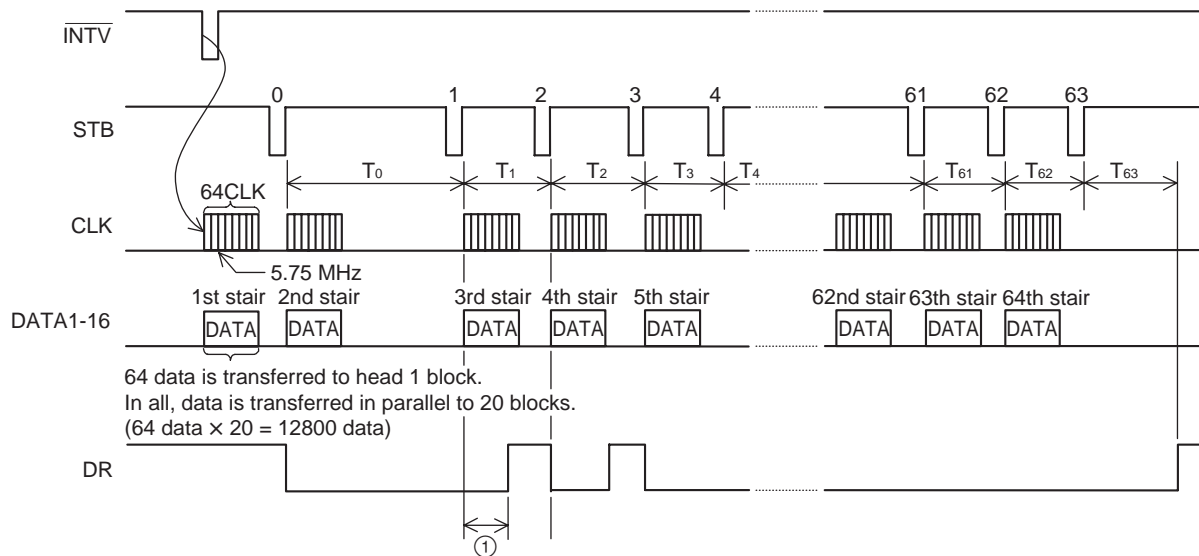 INTV
0 1 2 3 4 61 62 63
STB
T0 T1 T2 T3 T4 T61 T62 T63
64CLK
CLK
5.75 MHz
1st stair 2nd stair 3rd stair 4th stair 5th stair 62nd stair 63th stair 64th stair
DATA1-16
DATA DATA DATA DATA DATA DATA DATA DATA
64 data is transferred to head 1 block.
In all, data is transferred in parallel to 20 blocks.
(64 data × 20 = 12800 data)
DR
①